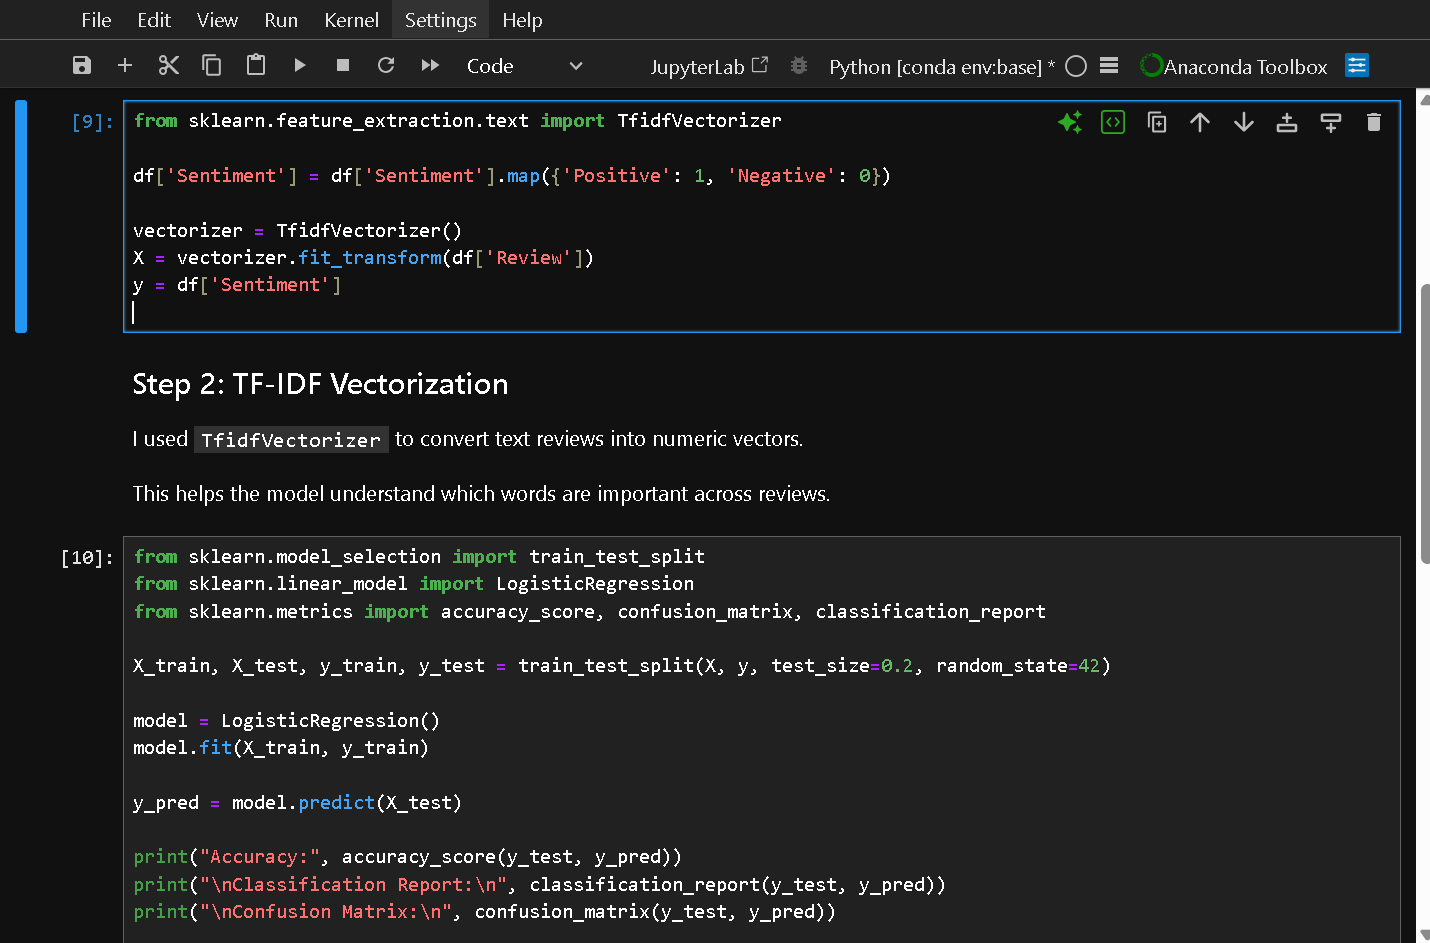 File Edit View Run Kernel Settings Help
Code JupyterLab Python [conda env:base] * Anaconda Toolbox
[9]:
from sklearn.feature_extraction.text import TfidfVectorizer
df['Sentiment'] = df['Sentiment'].map({'Positive': 1, 'Negative': 0})
vectorizer = TfidfVectorizer()
X = vectorizer.fit_transform(df['Review'])
y = df['Sentiment']
Step 2: TF-IDF Vectorization
I used TfidfVectorizer to convert text reviews into numeric vectors.
This helps the model understand which words are important across reviews.
[10]:
from sklearn.model_selection import train_test_split
from sklearn.linear_model import LogisticRegression
from sklearn.metrics import accuracy_score, confusion_matrix, classification_report
X_train, X_test, y_train, y_test = train_test_split(X, y, test_size=0.2, random_state=42)
model = LogisticRegression()
model.fit(X_train, y_train)
y_pred = model.predict(X_test)
print("Accuracy:", accuracy_score(y_test, y_pred))
print("\nClassification Report:\n", classification_report(y_test, y_pred))
print("\nConfusion Matrix:\n", confusion_matrix(y_test, y_pred))